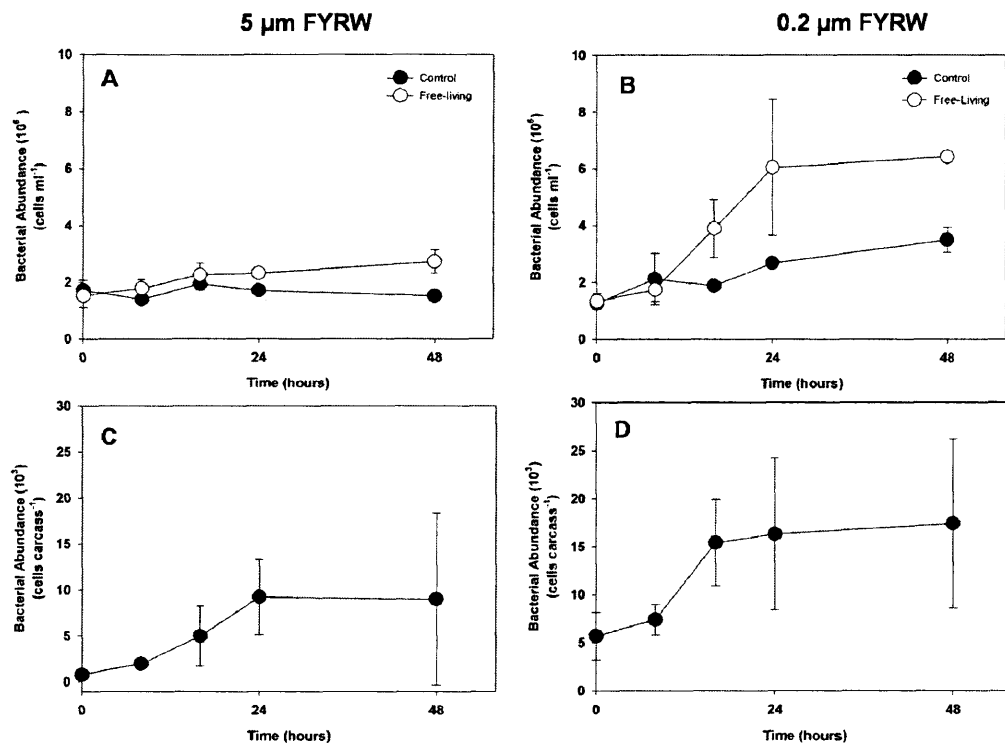 5 µm FYRW
0.2 µm FYRW
A
Control
Free-living
10
8
6
4
2
0
Bacterial Abundance (10⁶)
(cells ml⁻¹)
0
24
48
Time (hours)
B
Control
Free-Living
10
8
6
4
2
0
Bacterial Abundance (10⁶)
(cells ml⁻¹)
0
24
48
Time (hours)
C
30
25
20
15
10
5
0
Bacterial Abundance (10³)
(cells carcass⁻¹)
0
24
48
Time (hours)
D
30
25
20
15
10
5
0
Bacterial Abundance (10³)
(cells carcass⁻¹)
0
24
48
Time (hours)